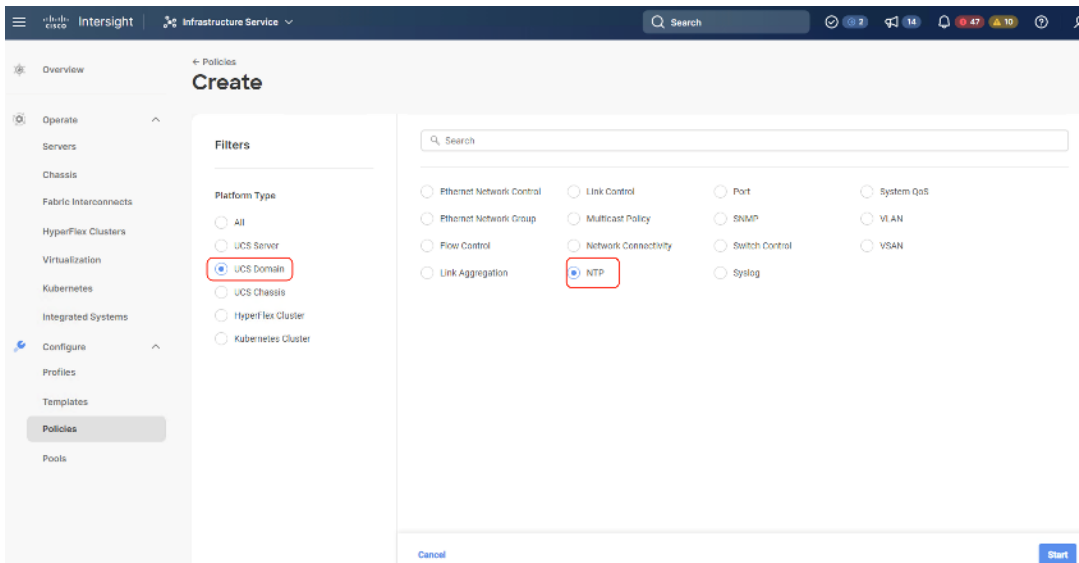 cisco Intersight Infrastructure Service Search 2 14 47 10
Overview
Operate
Servers
Chassis
Fabric Interconnects
HyperFlex Clusters
Virtualization
Kubernetes
Integrated Systems
Configure
Profiles
Templates
Policies
Pools
← Policies
Create
Filters
Platform Type
All
UCS Server
UCS Domain
UCS Chassis
HyperFlex Cluster
Kubernetes Cluster
Search
Ethernet Network Control Link Control Port System QoS
Ethernet Network Group Multicast Policy SNMP VLAN
Flow Control Network Connectivity Switch Control VSAN
Link Aggregation NTP Syslog
Cancel Start